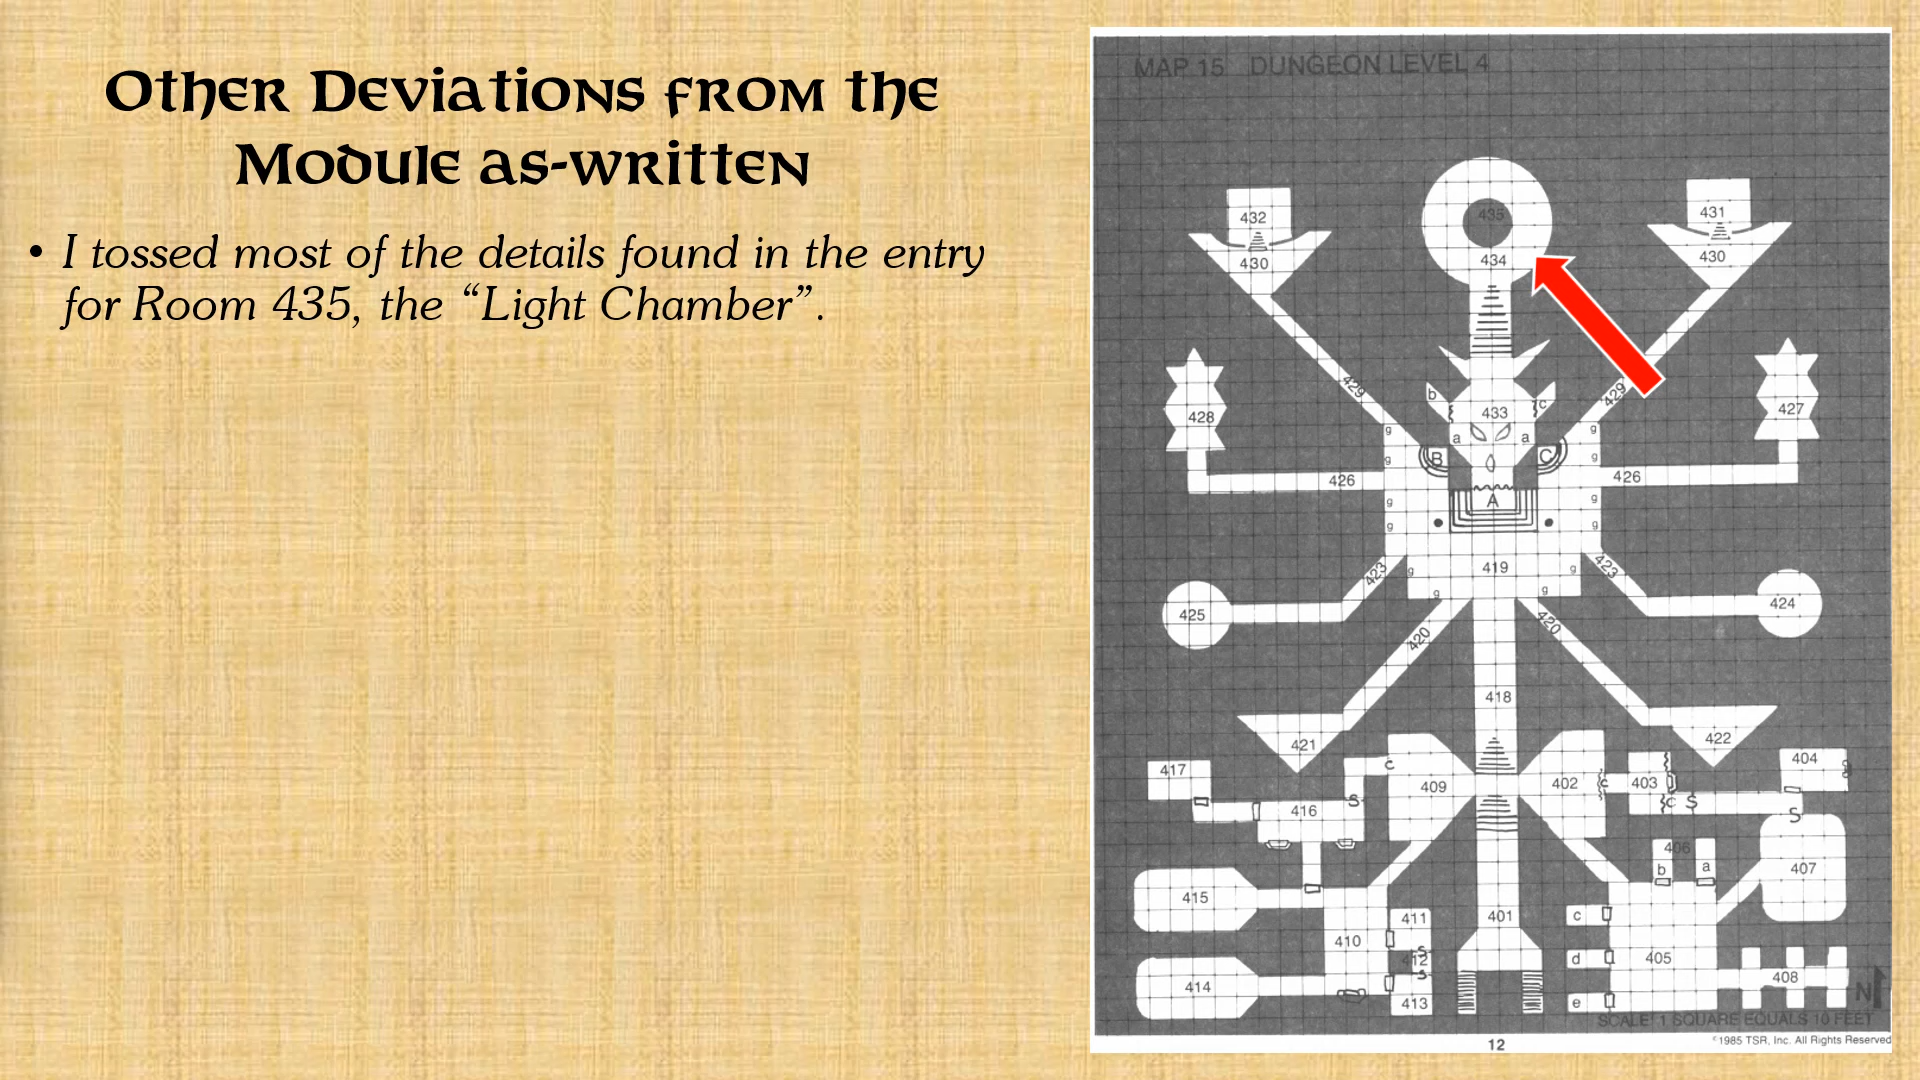 Other Deviations from the
Module as-written
• I tossed most of the details found in the entry
for Room 435, the “Light Chamber”.
MAP 15 DUNGEON LEVEL 4
432
435
431
430
434
430
429
429
b
c
433
428
427
a
a
g
g
B
C
g
g
426
426
A
g
g
g
g
423
419
423
g
g
g
g
425
424
420
420
418
421
422
417
c
409
402
c
403
404
416
S
c
S
S
406
b
a
407
415
411
401
c
410
S
412
S
d
405
408
414
413
e
N
SCALE: 1 SQUARE EQUALS 10 FEET
12
©1985 TSR, Inc. All Rights Reserved